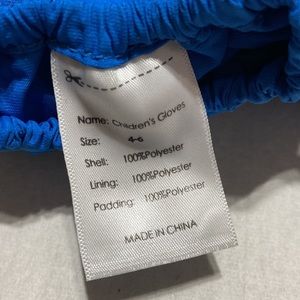 Name: Children's Gloves
Size: 4-6
Shell: 100%Polyester
Lining: 100%Polyester
Padding: 100%Polyester
MADE IN CHINA